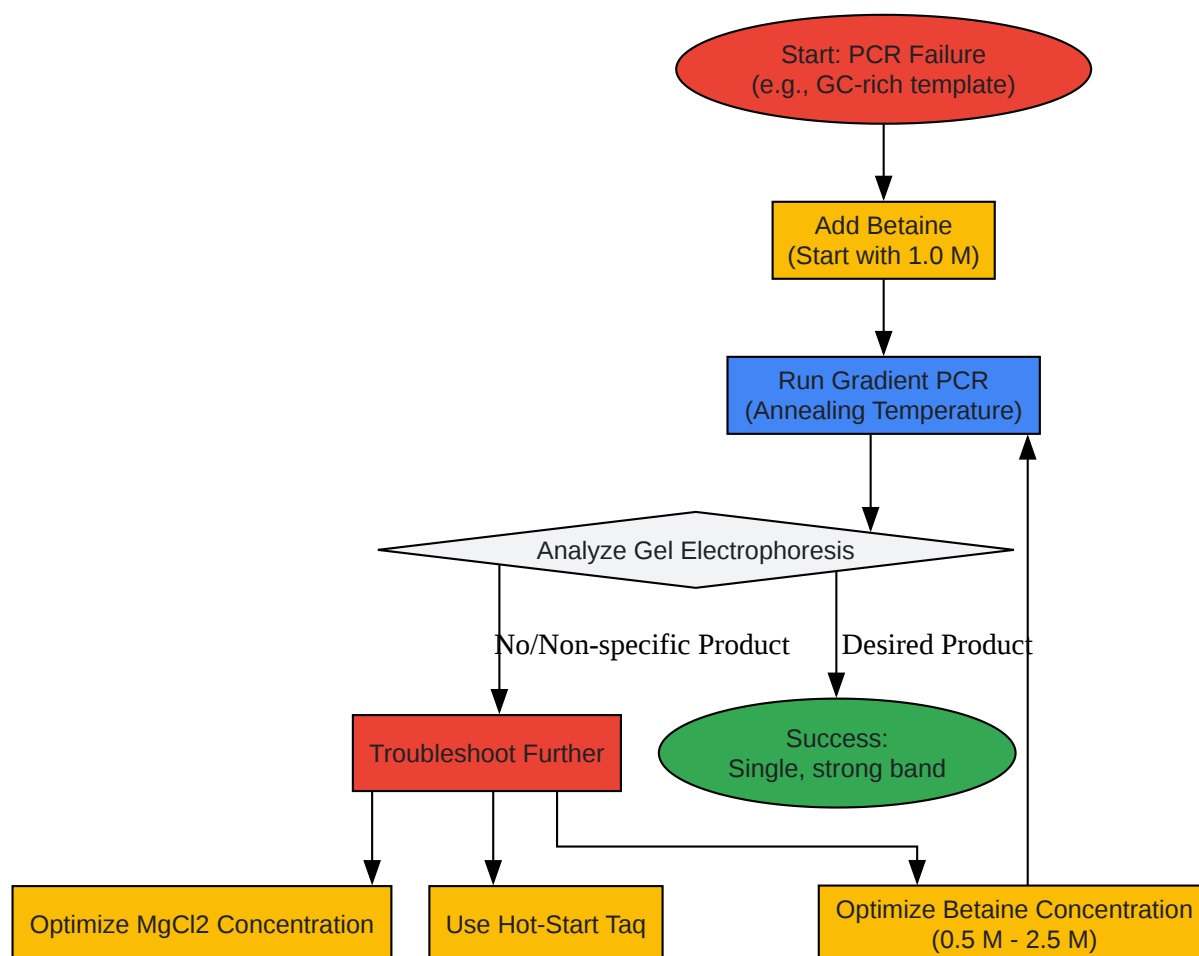 Start: PCR Failure
(e.g., GC-rich template)
Add Betaine
(Start with 1.0 M)
Run Gradient PCR
(Annealing Temperature)
Analyze Gel Electrophoresis
No/Non-specific Product
Desired Product
Troubleshoot Further
Success:
Single, strong band
Optimize MgCl2 Concentration
Use Hot-Start Taq
Optimize Betaine Concentration
(0.5 M - 2.5 M)